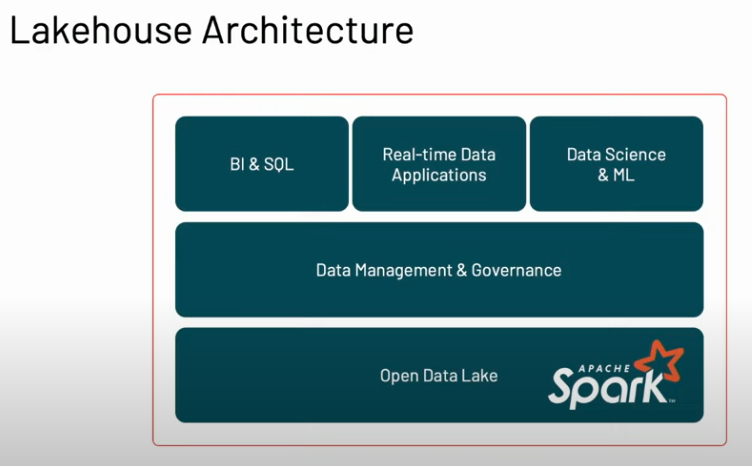 Lakehouse Architecture
BI & SQL
Real-time Data
Applications
Data Science
& ML
Data Management & Governance
Open Data Lake
APACHE
Spark
TM